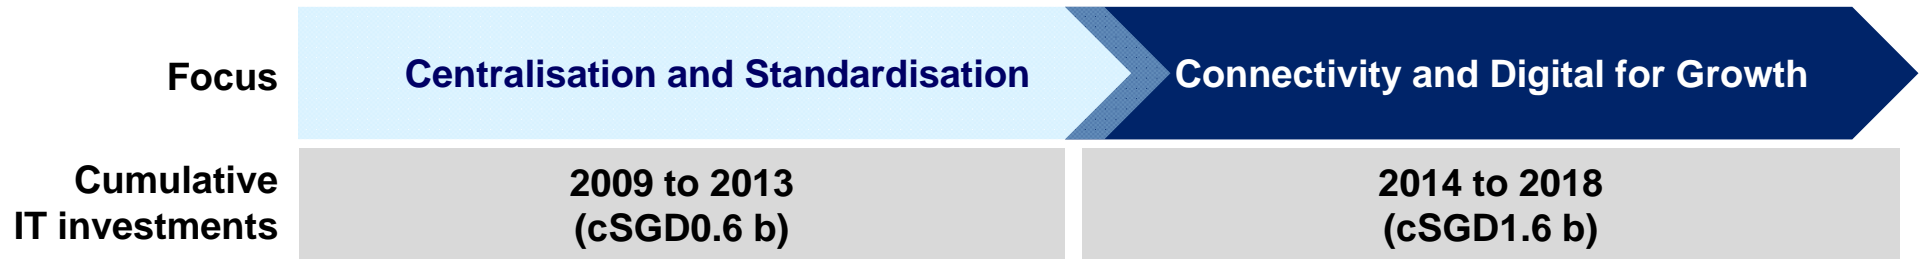 Focus
Centralisation and Standardisation
Connectivity and Digital for Growth
Cumulative
IT investments
2009 to 2013
(cSGD0.6 b)
2014 to 2018
(cSGD1.6 b)